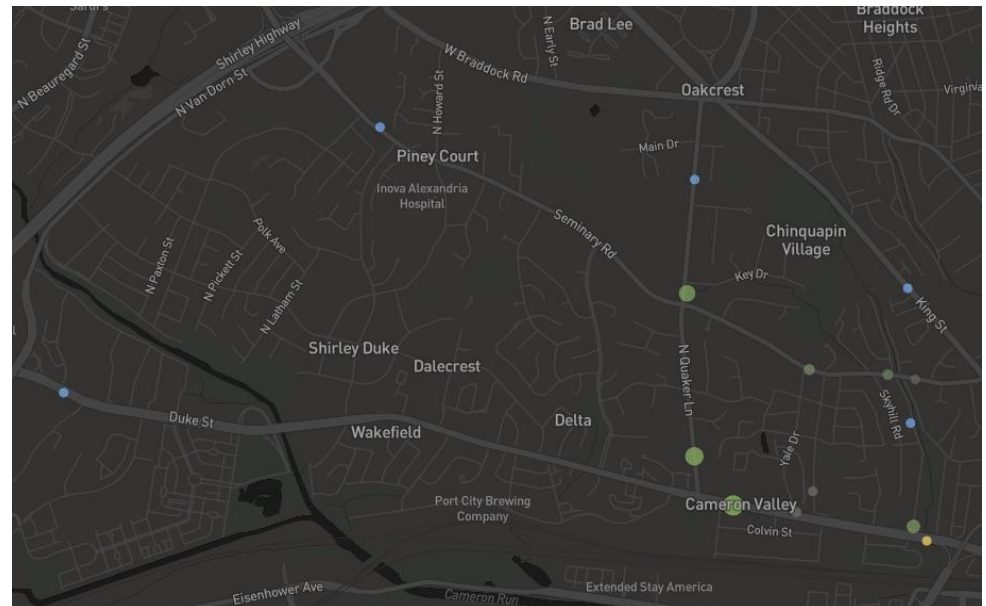 Brad Lee
Braddock
Heights
N Early St
Shirley Highway
W Braddock Rd
N Beauregard St
N Van Dorn St
Ridge Rd Dr
Oakcrest
N Howard St
Main Dr
Piney Court
Inova Alexandria
Hospital
Seminary Rd
Polk Ave
Chinquapin
Village
N Paxton St
N Pickett St
Key Dr
N Latham St
King St
Shirley Duke
Dalecrest
N Quaker Ln
Skyhill Rd
Duke St
Wakefield
Delta
Yale Dr
Port City Brewing
Company
Cameron Valley
Colvin St
Eisenhower Ave
Cameron Run
Extended Stay America